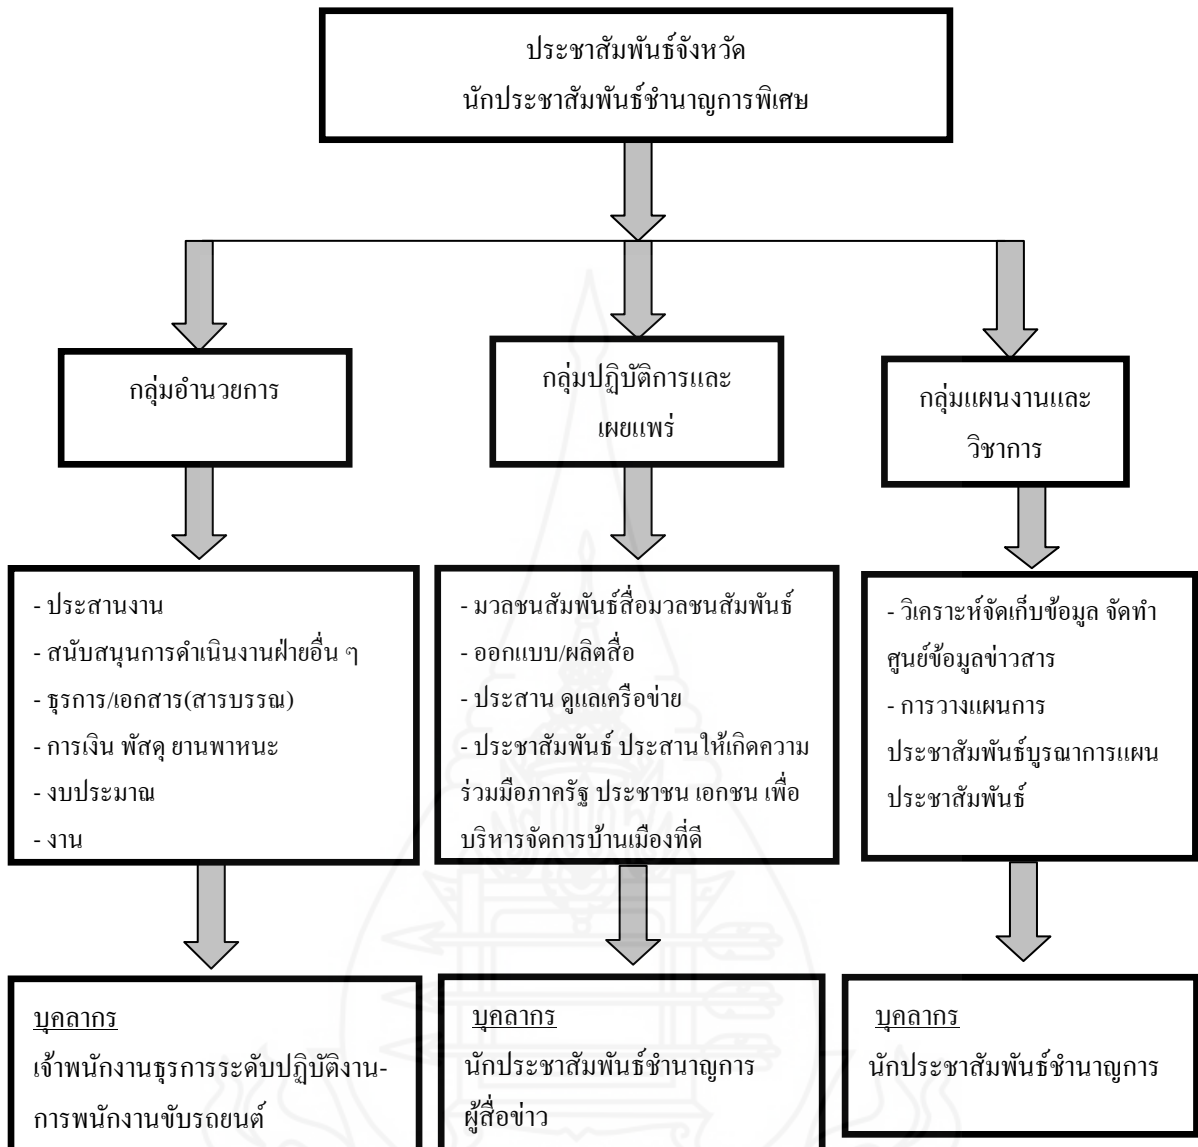 ประชาสัมพันธ์จังหวัด
นักประชาสัมพันธ์ชำนาญการพิเศษ
กลุ่มอำนวยการ
กลุ่มปฏิบัติการและ
เผยแพร่
กลุ่มแผนงานและ
วิชาการ
- ประสานงาน
- สนับสนุนการดำเนินงานฝ่ายอื่น ๆ
- ธุรการ/เอกสาร(สารบรรณ)
- การเงิน พัสดุ ยานพาหนะ
- งบประมาณ
- งาน
- มวลชนสัมพันธ์สื่อมวลชนสัมพันธ์
- ออกแบบ/ผลิตสื่อ
- ประสาน ดูแลเครือข่าย
- ประชาสัมพันธ์ ประสานให้เกิดความ
ร่วมมือภาครัฐ ประชาชน เอกชน เพื่อ
บริหารจัดการบ้านเมืองที่ดี
- วิเคราะห์จัดเก็บข้อมูล จัดทำ
ศูนย์ข้อมูลข่าวสาร
- การวางแผนการ
ประชาสัมพันธ์บูรณาการแผน
ประชาสัมพันธ์
บุคลากร
เจ้าพนักงานธุรการระดับปฏิบัติงาน-
การพนักงานขับรถยนต์
บุคลากร
นักประชาสัมพันธ์ชำนาญการ
ผู้สื่อข่าว
บุคลากร
นักประชาสัมพันธ์ชำนาญการ